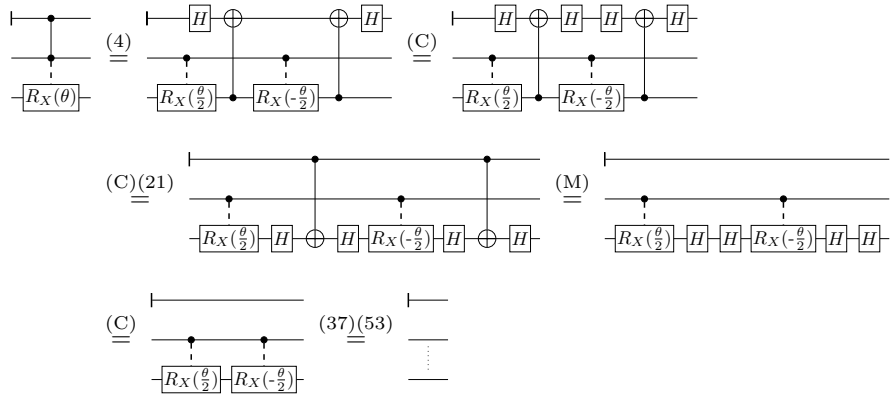 (4) = H H (C) = H H H H
R_X(θ) R_X(θ/2) R_X(-θ/2) R_X(θ/2) R_X(-θ/2)
(C)(21) = (M) =
R_X(θ/2) H H R_X(-θ/2) H H R_X(θ/2) H H R_X(-θ/2) H H
(C) = (37)(53) =
R_X(θ/2) R_X(-θ/2)